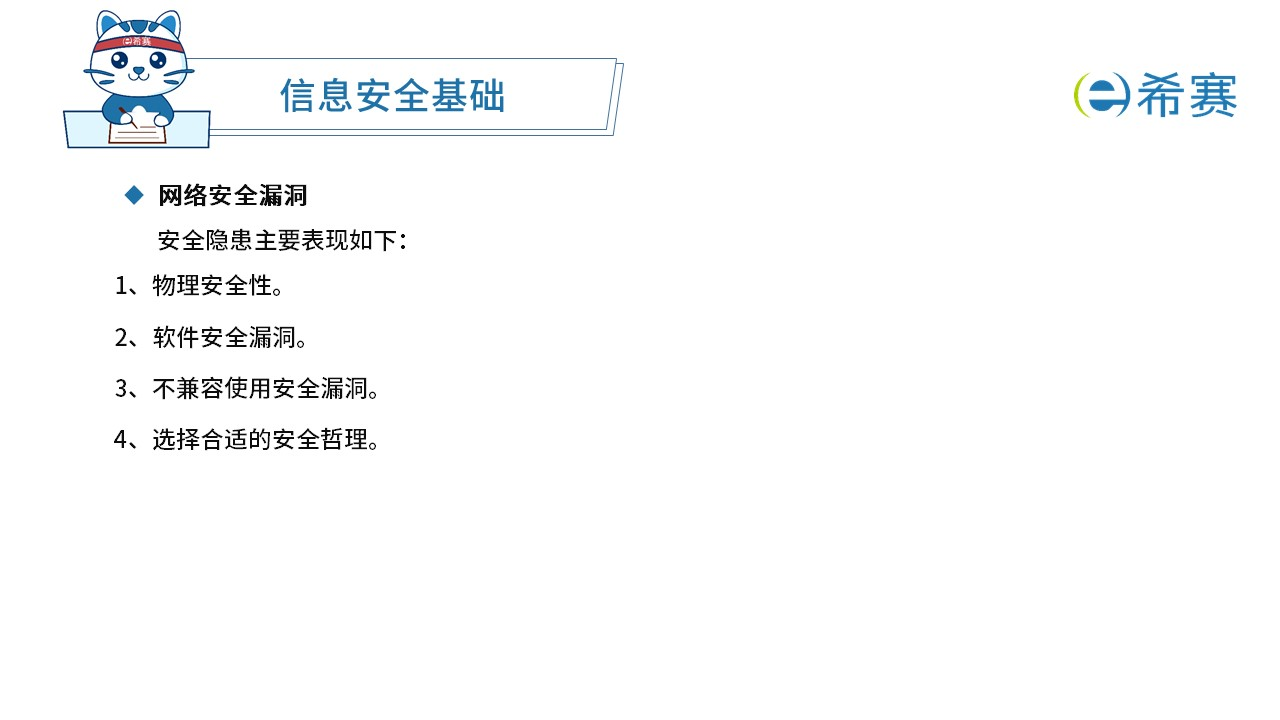 希赛
信息安全基础
希赛
网络安全漏洞
安全隐患主要表现如下：
1、物理安全性。
2、软件安全漏洞。
3、不兼容使用安全漏洞。
4、选择合适的安全哲理。